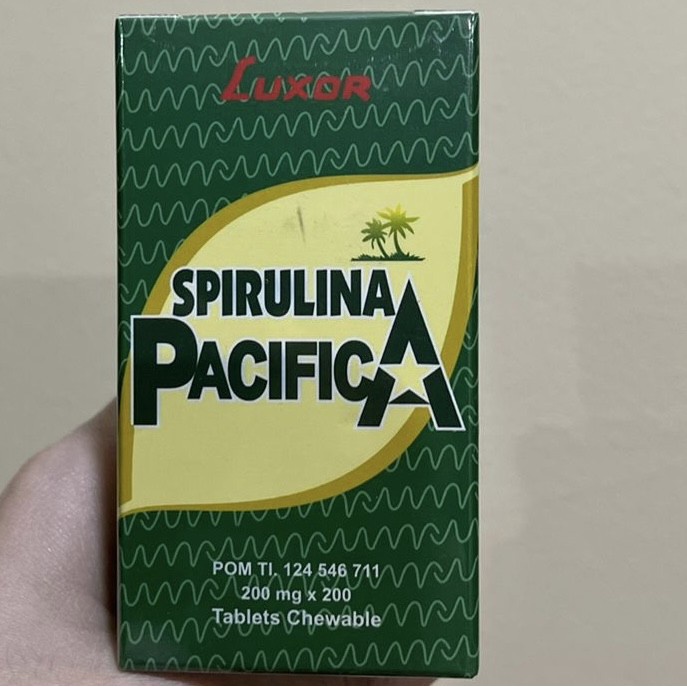 LUXOR
SPIRULINA
PACIFICA
POM TI. 124 546 711
200 mg x 200
Tablets Chewable